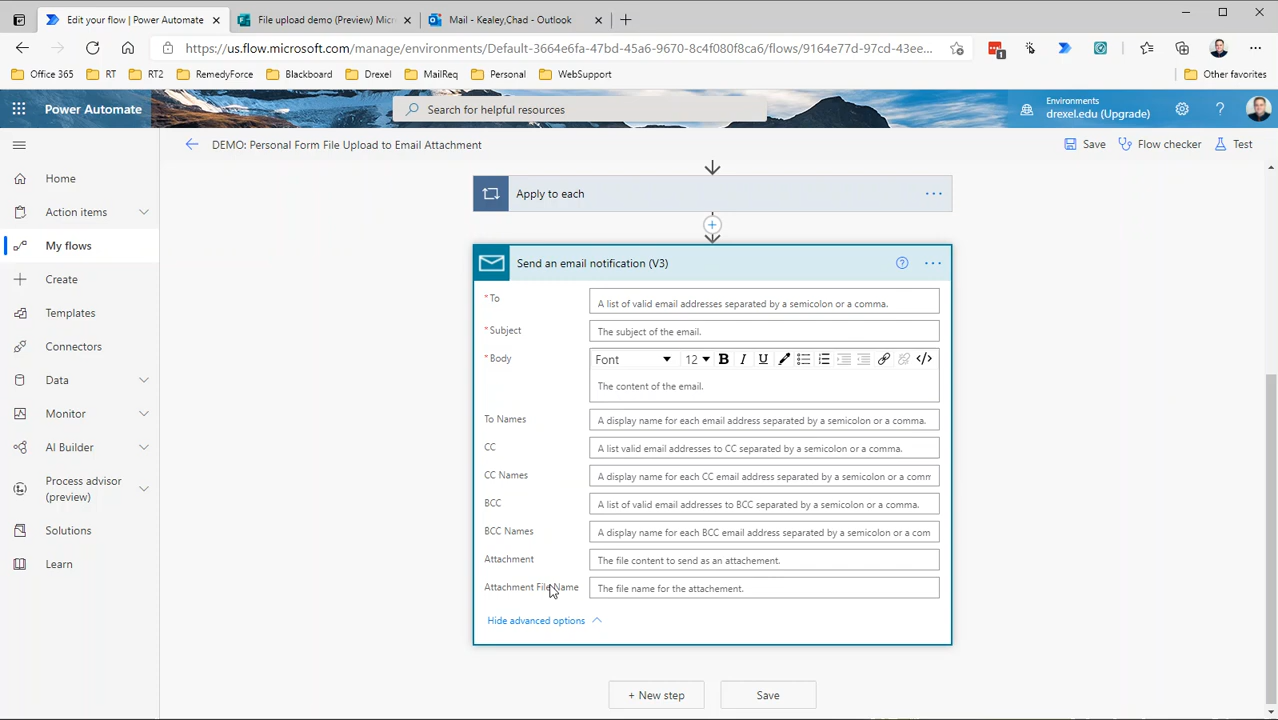 Edit your flow | Power Automate
File upload demo (Preview) Micr
Mail - Kealey,Chad - Outlook
https://us.flow.microsoft.com/manage/environments/Default-3664e6fa-47bd-45a6-9670-8c4f080f8ca6/flows/9164e77d-97cd-43ee...
1
Office 365
RT
RT2
RemedyForce
Blackboard
Drexel
MailReq
Personal
WebSupport
Other favorites
Power Automate
Search for helpful resources
Environments
drexel.edu (Upgrade)
?
DEMO: Personal Form File Upload to Email Attachment
Save
Flow checker
Test
Home
Action items
My flows
Create
Templates
Connectors
Data
Monitor
AI Builder
Process advisor
(preview)
Solutions
Learn
Apply to each
Send an email notification (V3)
* To
A list of valid email addresses separated by a semicolon or a comma.
* Subject
The subject of the email.
* Body
Font 12 B I U </>
The content of the email.
To Names
A display name for each email address separated by a semicolon or a comma.
CC
A list valid email addresses to CC separated by a semicolon or a comma.
CC Names
A display name for each CC email address separated by a semicolon or a comm
BCC
A list of valid email addresses to BCC separated by a semicolon or a comma.
BCC Names
A display name for each BCC email address separated by a semicolon or a com
Attachment
The file content to send as an attachement.
Attachment File Name
The file name for the attachement.
Hide advanced options
+ New step
Save